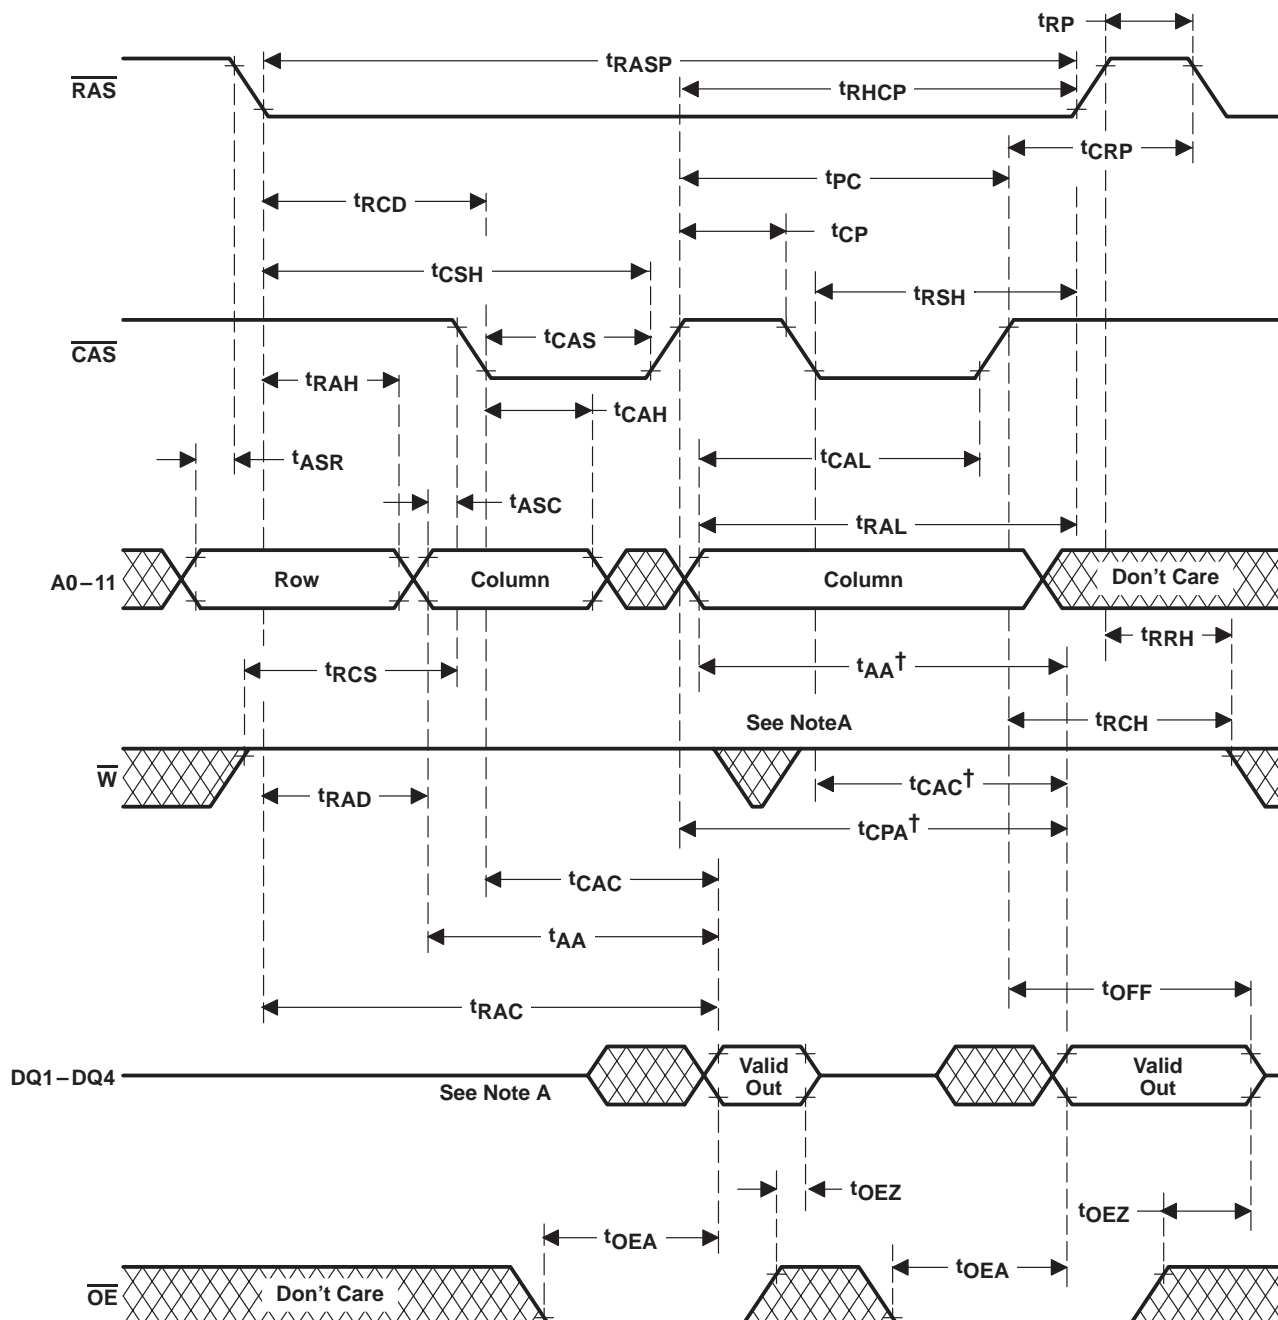 tRP
tRASP
RAS
tRHCP
tCRP
tPC
tRCD
tCP
tCSH
tRSH
tCAS
CAS
tRAH
tCAH
tASR
tCAL
tASC
tRAL
A0–11
Row
Column
Column
Don't Care
tRRH
tRCS
tAA†
See NoteA
tRCH
W
tCAC†
tRAD
tCPA†
tCAC
tAA
tOFF
tRAC
DQ1–DQ4
Valid
Out
Valid
Out
See Note A
tOEZ
tOEZ
tOEA
tOEA
OE
Don't Care